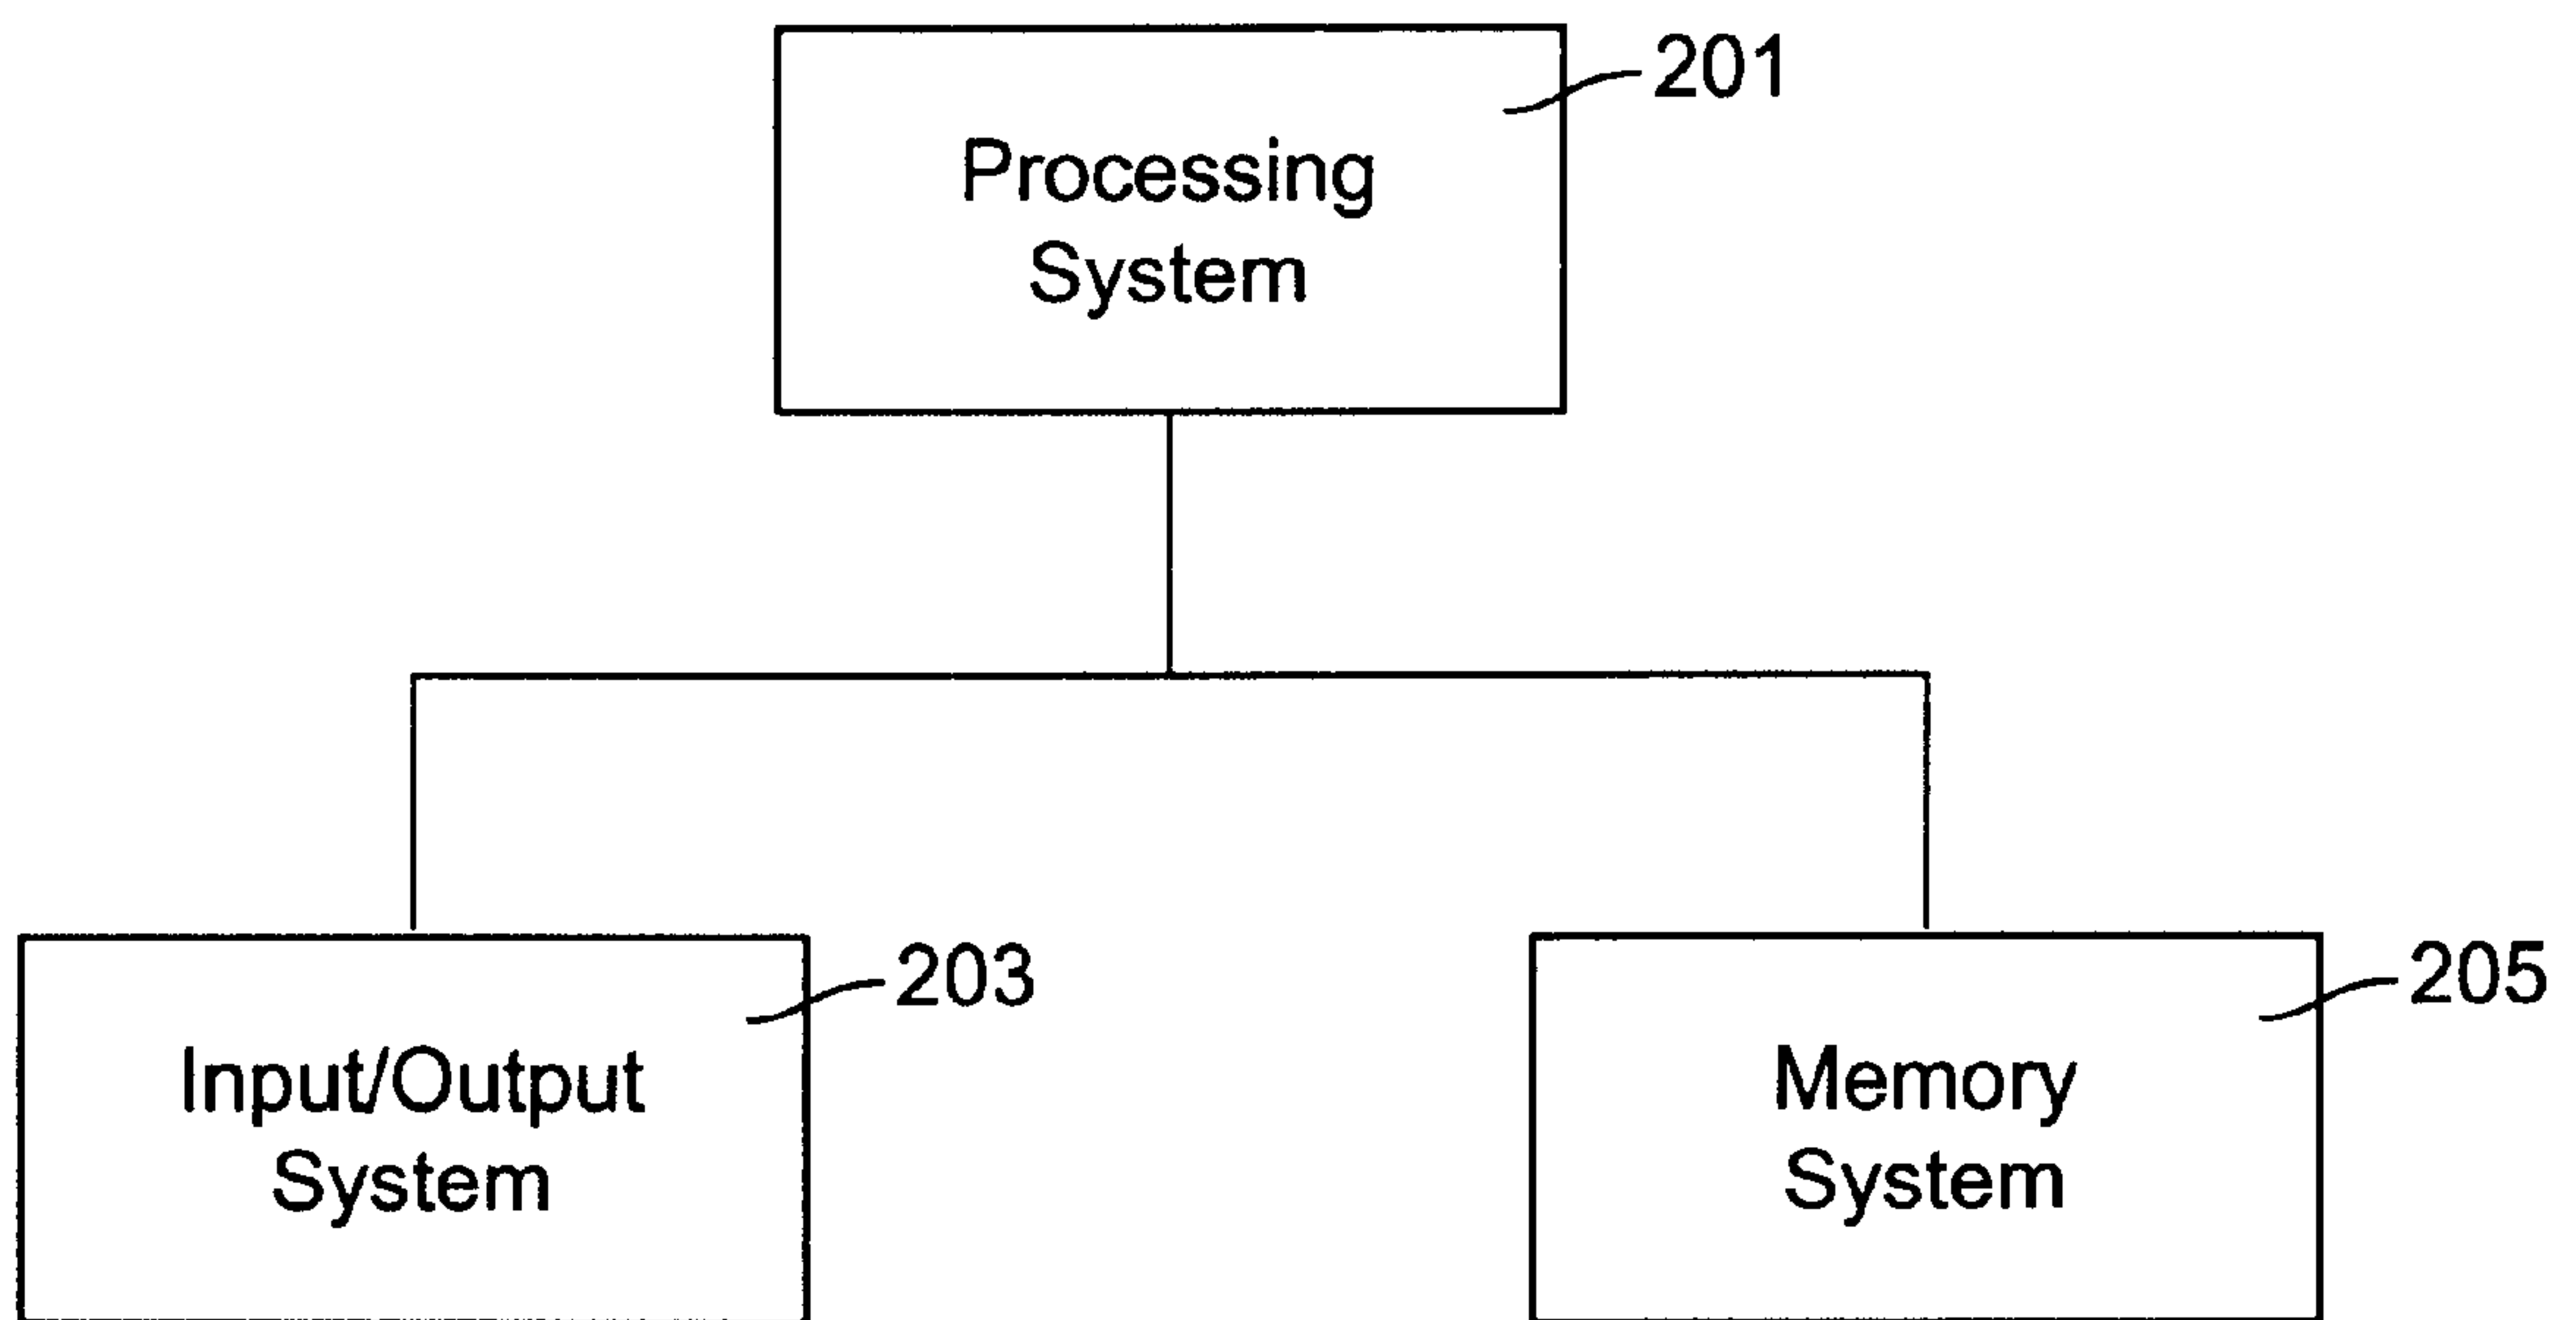 201
Processing
System
203
Input/Output
System
205
Memory
System